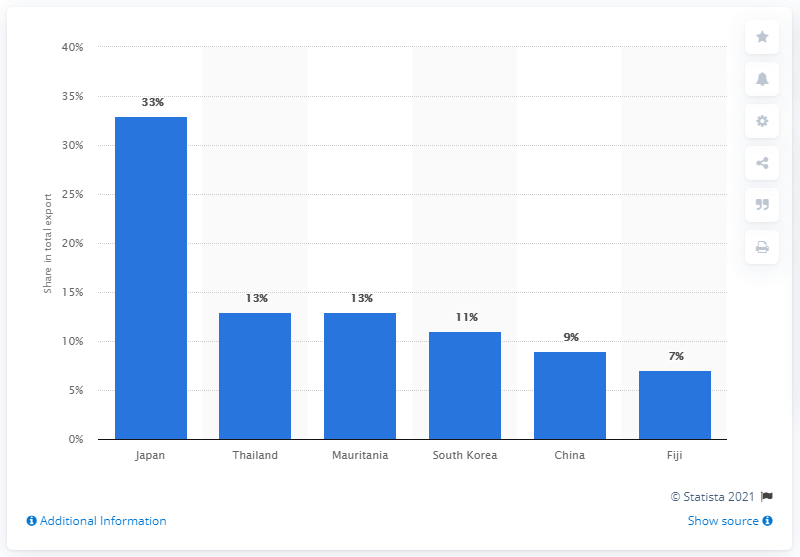 40%
35%
30%
25%
20%
15%
10%
5%
0%
Share in total export
33%
13%
13%
11%
9%
7%
Japan
Thailand
Mauritania
South Korea
China
Fiji
© Statista 2021
Additional Information
Show source